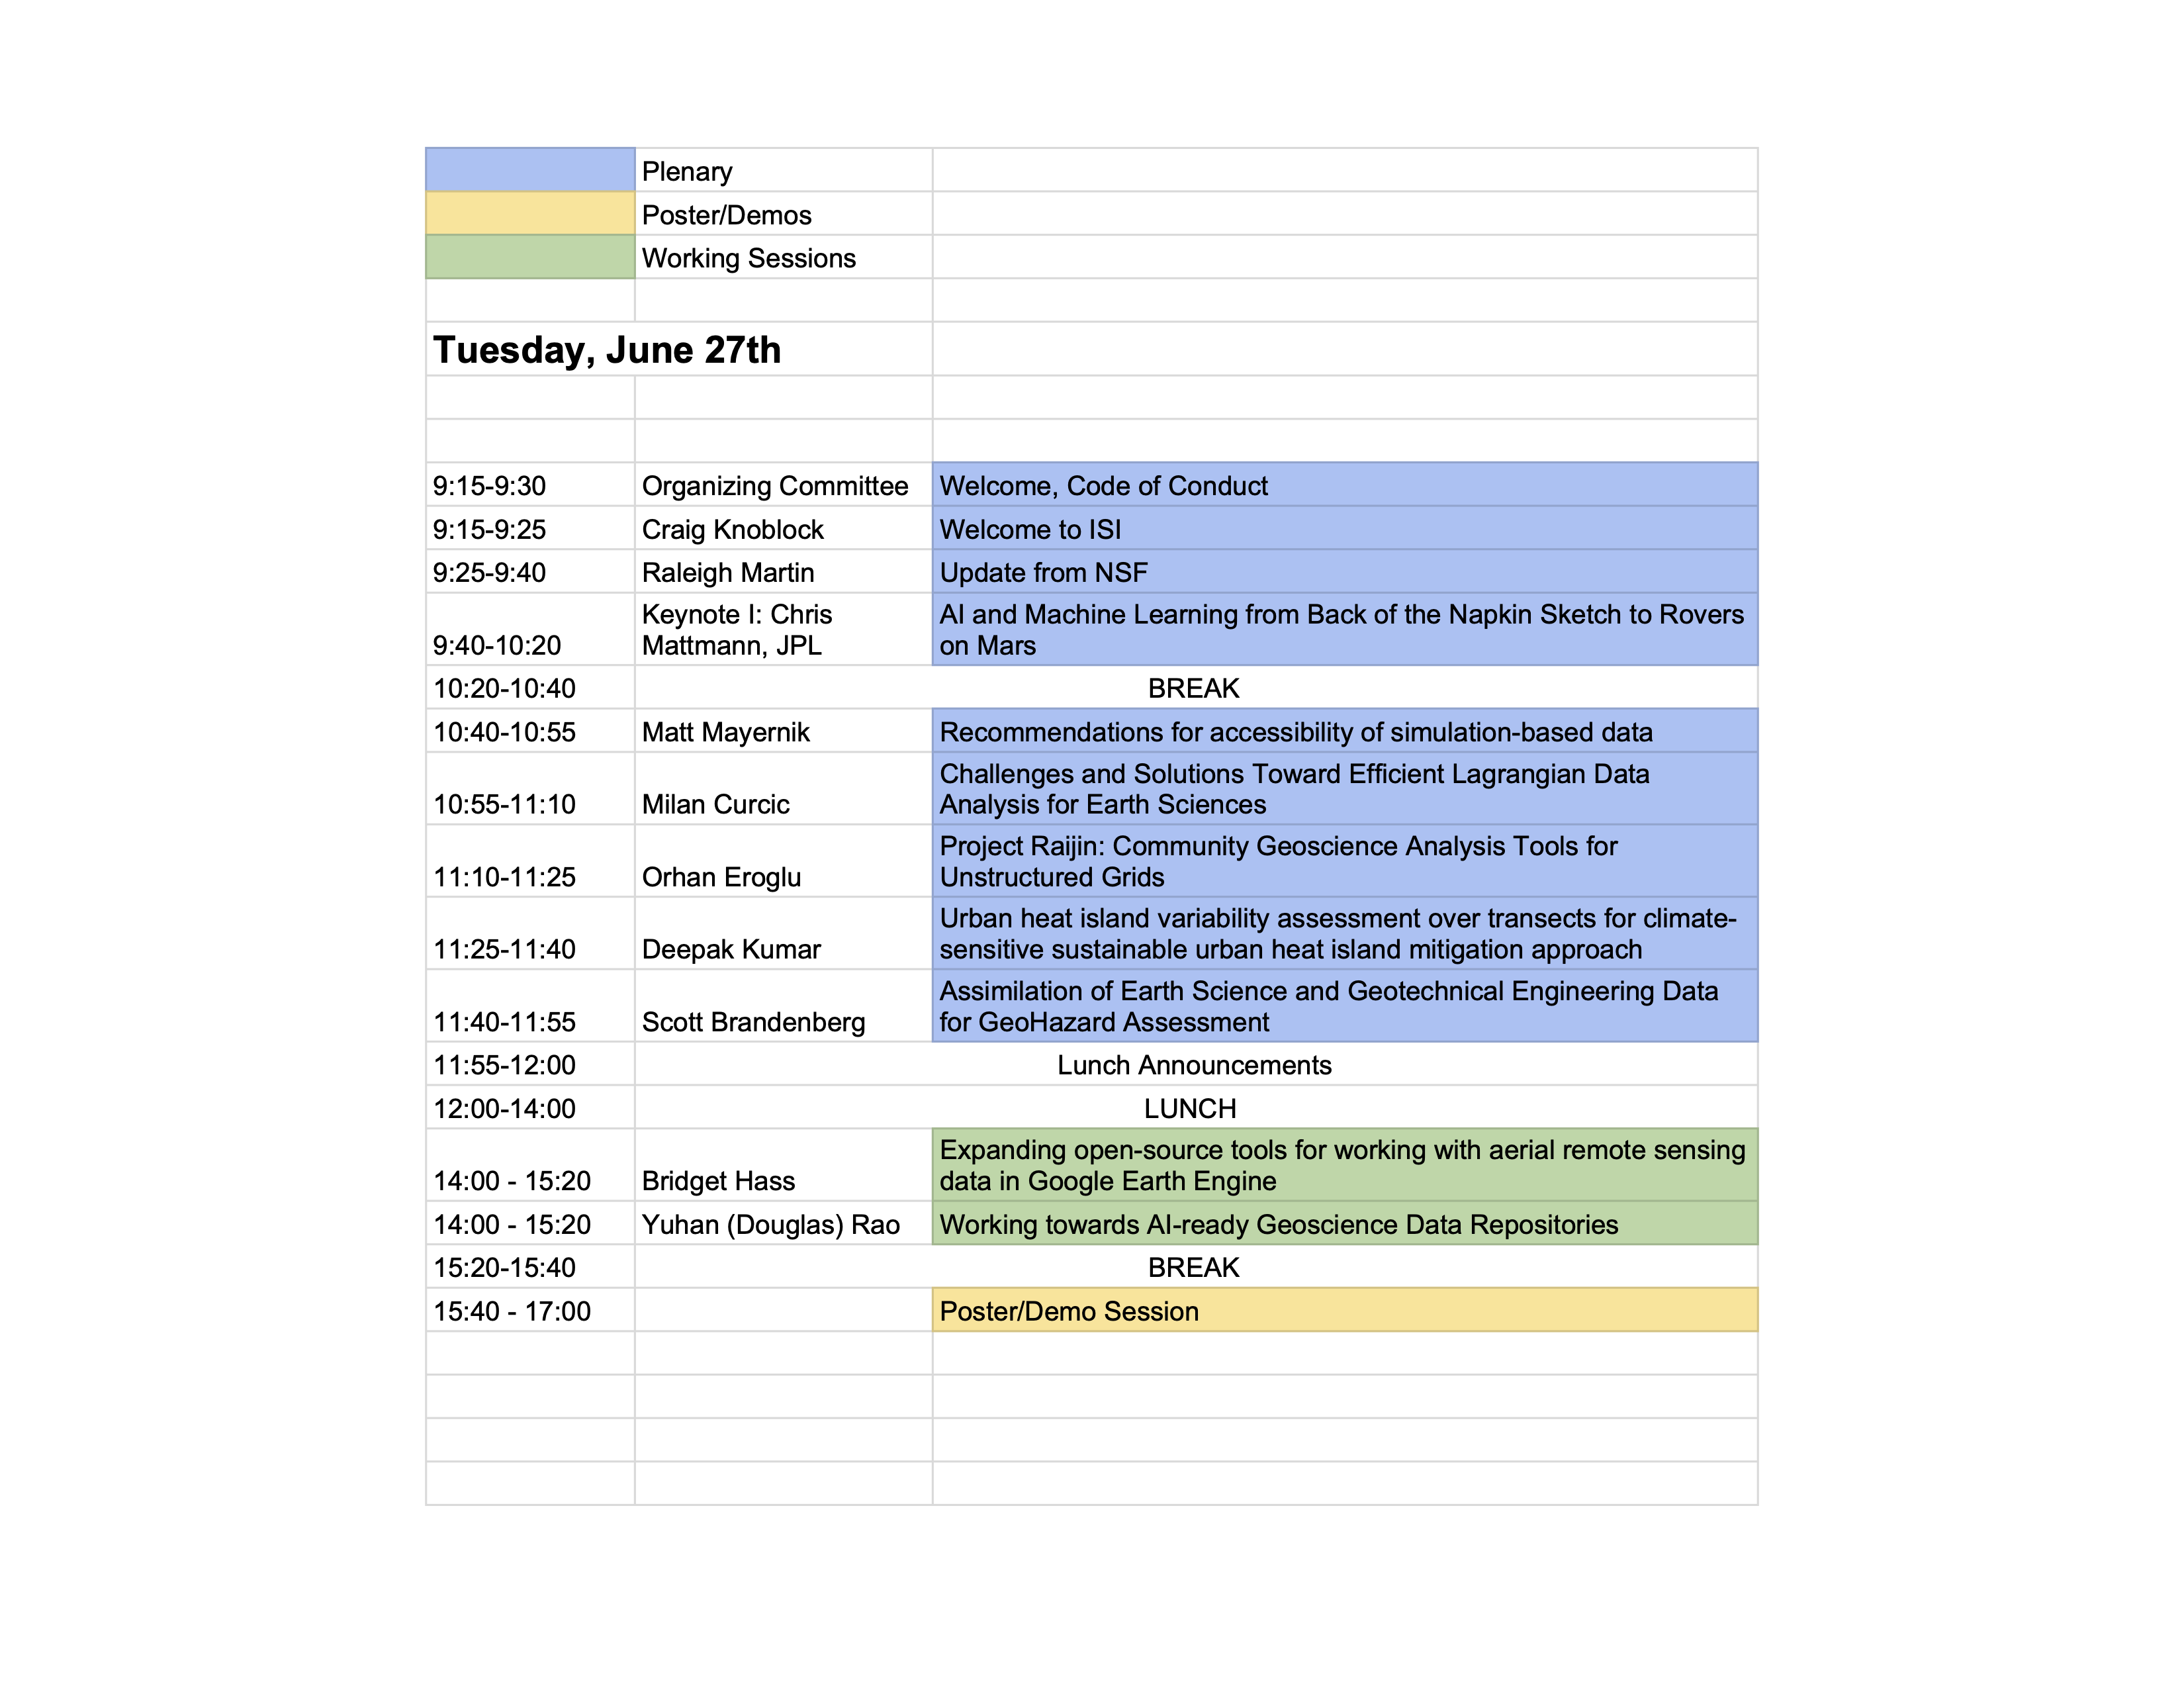 Plenary
Poster/Demos
Working Sessions
Tuesday, June 27th
9:15-9:30 Organizing Committee Welcome, Code of Conduct
9:15-9:25 Craig Knoblock Welcome to ISI
9:25-9:40 Raleigh Martin Update from NSF
9:40-10:20 Keynote I: Chris
Mattmann, JPL AI and Machine Learning from Back of the Napkin Sketch to Rovers
on Mars
10:20-10:40 BREAK
10:40-10:55 Matt Mayernik Recommendations for accessibility of simulation-based data
10:55-11:10 Milan Curcic Challenges and Solutions Toward Efficient Lagrangian Data
Analysis for Earth Sciences
11:10-11:25 Orhan Eroglu Project Raijin: Community Geoscience Analysis Tools for
Unstructured Grids
11:25-11:40 Deepak Kumar Urban heat island variability assessment over transects for climate-
sensitive sustainable urban heat island mitigation approach
11:40-11:55 Scott Brandenberg Assimilation of Earth Science and Geotechnical Engineering Data
for GeoHazard Assessment
11:55-12:00 Lunch Announcements
12:00-14:00 LUNCH
14:00 - 15:20 Bridget Hass Expanding open-source tools for working with aerial remote sensing
data in Google Earth Engine
14:00 - 15:20 Yuhan (Douglas) Rao Working towards AI-ready Geoscience Data Repositories
15:20-15:40 BREAK
15:40 - 17:00 Poster/Demo Session